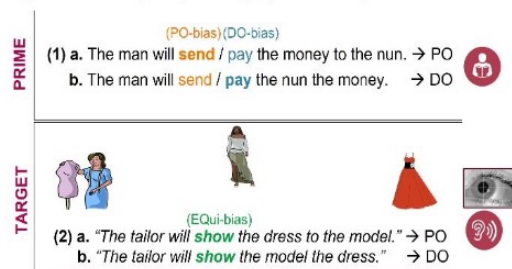 (PO-bias) (DO-bias)
PRIME
(1) a. The man will send / pay the money to the nun. → PO
b. The man will send / pay the nun the money. → DO
TARGET
(EQui-bias)
(2) a. “The tailor will show the dress to the model.” → PO
b. “The tailor will show the model the dress.” → DO